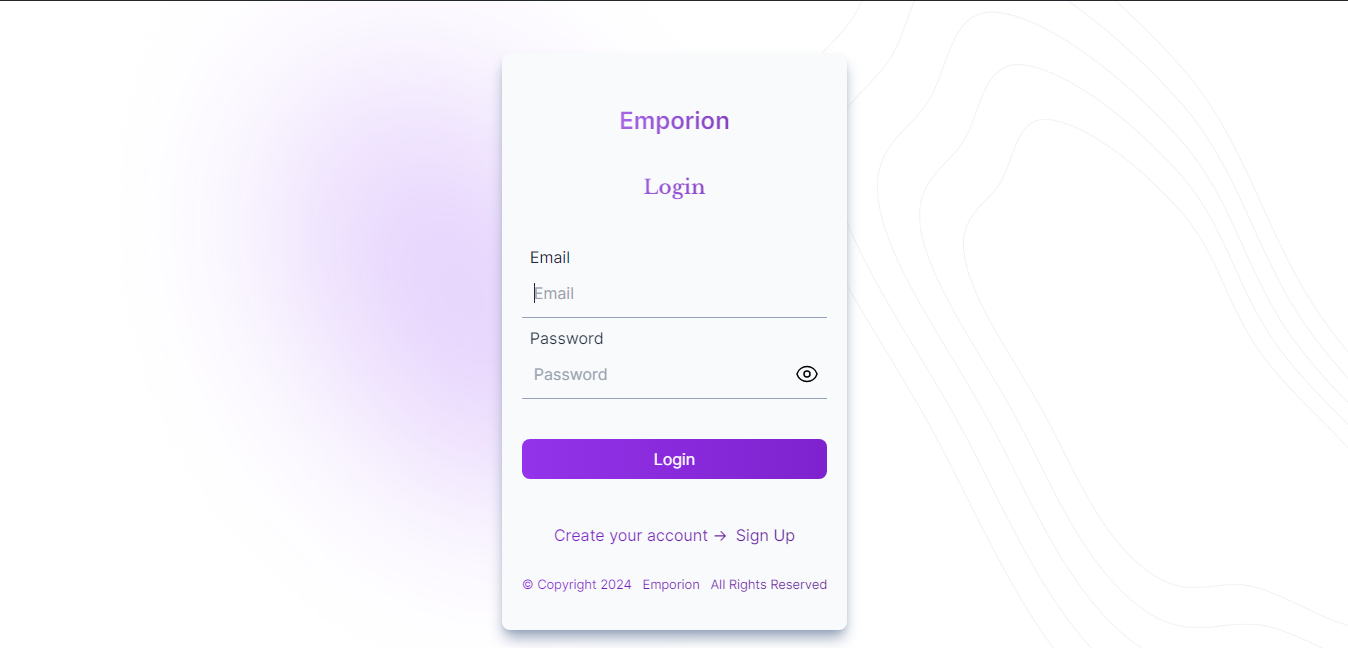 Emporion
Login
Email
Email
Password
Password
Login
Create your account → Sign Up
© Copyright 2024 Emporion All Rights Reserved